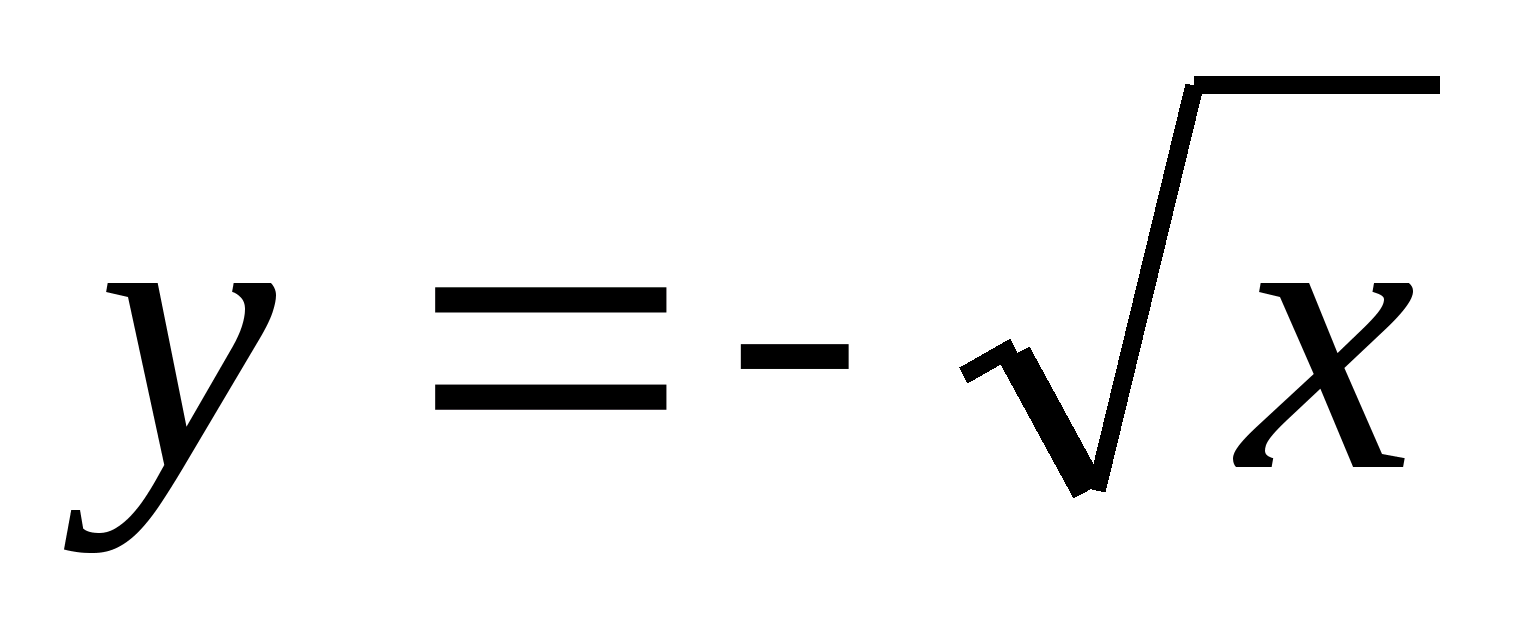 y = -√x